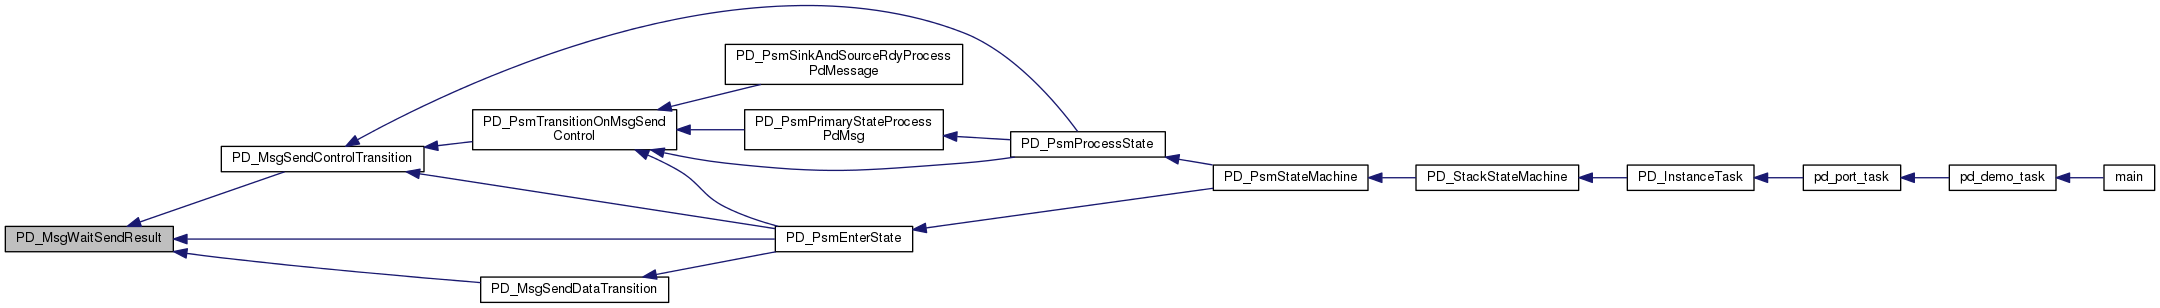 PD_PsmSinkAndSourceRdyProcess
PdMessage
PD_PsmTransitionOnMsgSend
Control
PD_PsmPrimaryStateProcess
PdMsg
PD_PsmProcessState
PD_MsgSendControlTransition
PD_PsmStateMachine
PD_StackStateMachine
PD_InstanceTask
pd_port_task
pd_demo_task
main
PD_MsgWaitSendResult
PD_PsmEnterState
PD_MsgSendDataTransition